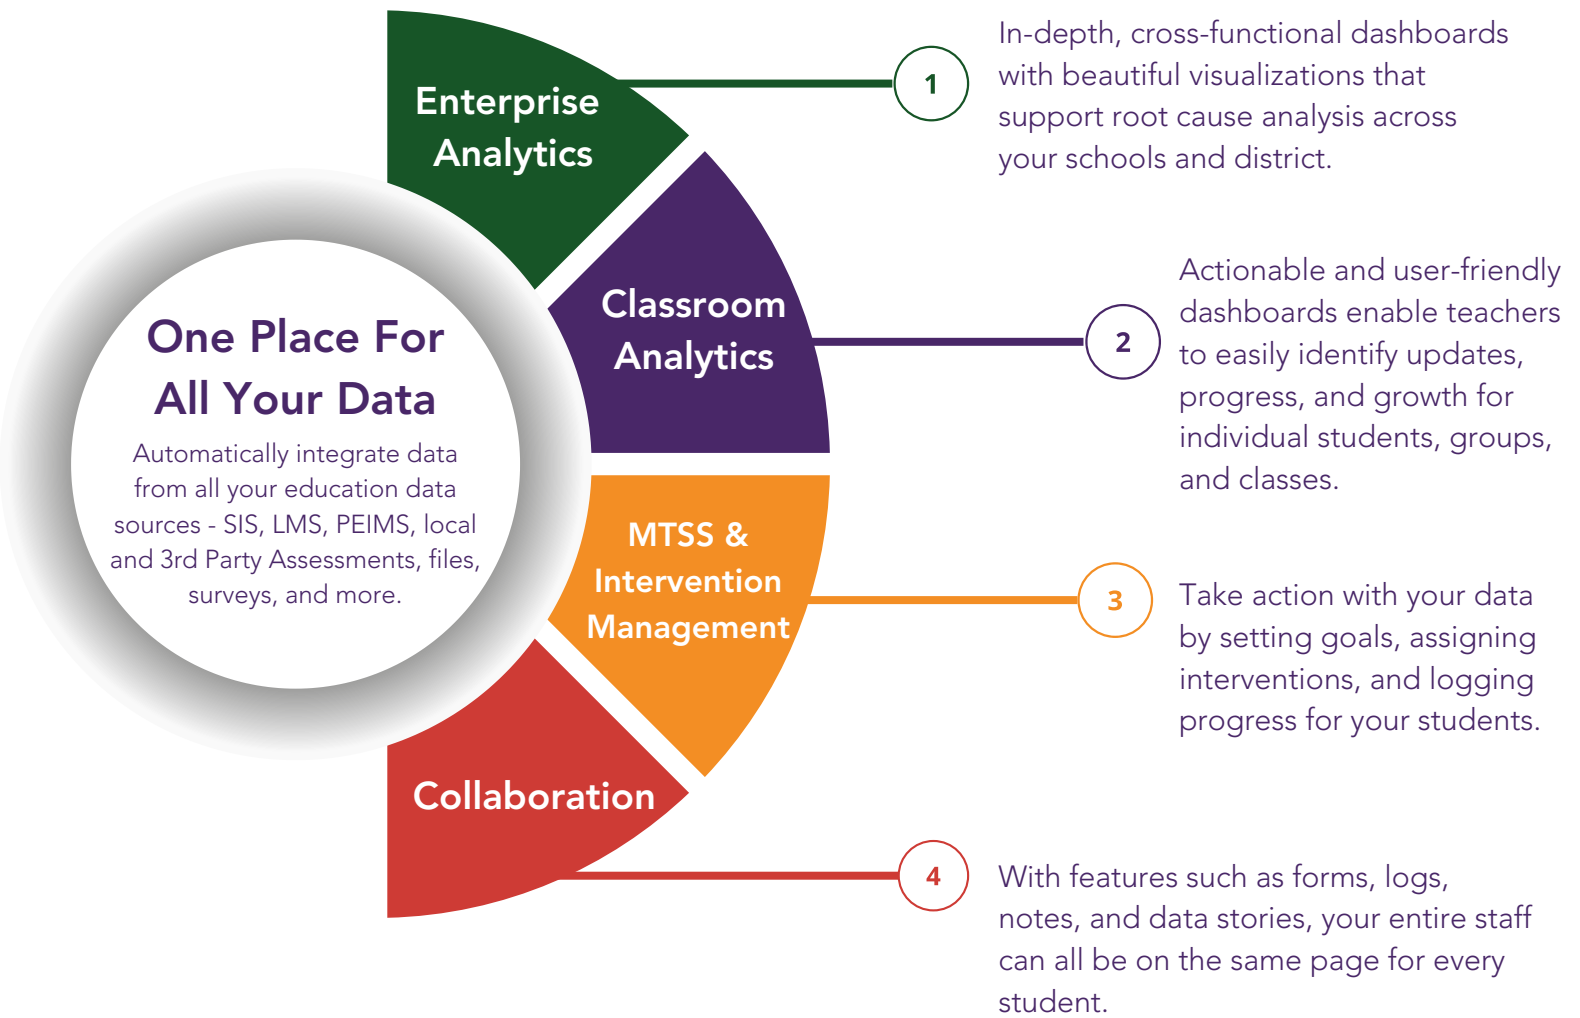 One Place For
All Your Data
Automatically integrate data
from all your education data
sources - SIS, LMS, PEIMS, local
and 3rd Party Assessments, files,
surveys, and more.
Enterprise
Analytics
1
In-depth, cross-functional dashboards
with beautiful visualizations that
support root cause analysis across
your schools and district.
Classroom
Analytics
2
Actionable and user-friendly
dashboards enable teachers
to easily identify updates,
progress, and growth for
individual students, groups,
and classes.
MTSS &
Intervention
Management
3
Take action with your data
by setting goals, assigning
interventions, and logging
progress for your students.
Collaboration
4
With features such as forms, logs,
notes, and data stories, your entire staff
can all be on the same page for every
student.